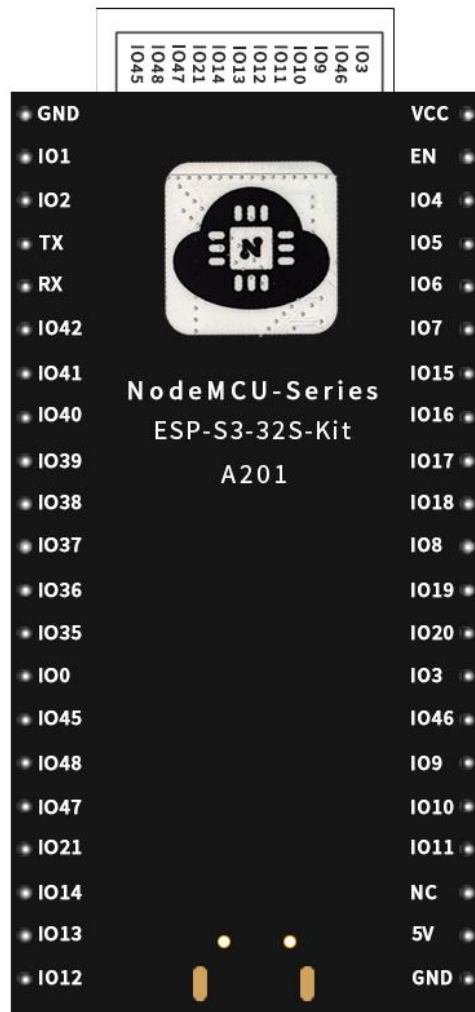 IO45
IO48
IO47
IO21
IO14
IO13
IO12
IO11
IO10
IO9
IO46
IO3
GND
IO1
IO2
TX
RX
IO42
IO41
IO40
IO39
IO38
IO37
IO36
IO35
IO0
IO45
IO48
IO47
IO21
IO14
IO13
IO12
N
NodeMCU-Series
ESP-S3-32S-Kit
A201
VCC
EN
IO4
IO5
IO6
IO7
IO15
IO16
IO17
IO18
IO8
IO19
IO20
IO3
IO46
IO9
IO10
IO11
NC
5V
GND